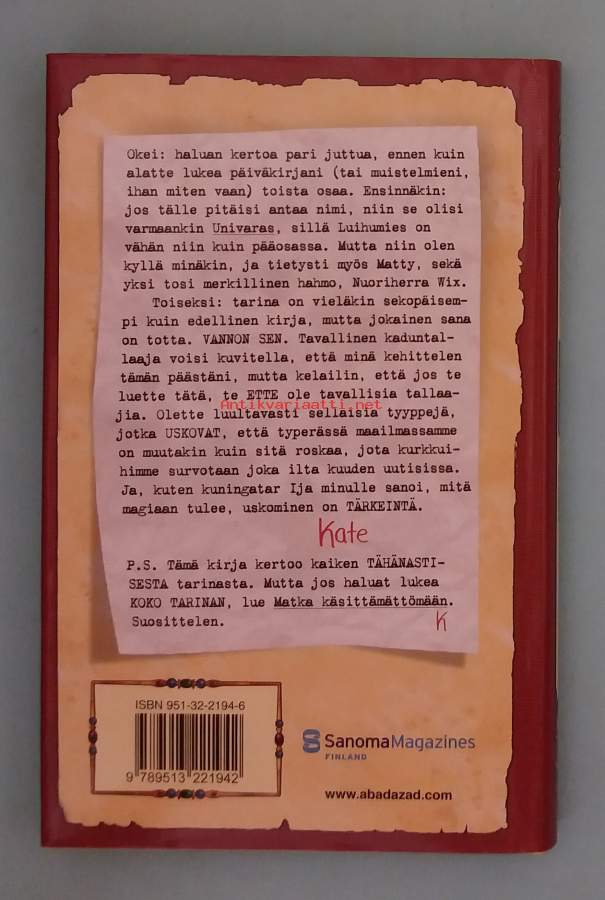 Okei: haluan kertoa pari juttua, ennen kuin
alatte lukea päiväkirjani (tai muistelmieni,
ihan miten vaan) toista osaa. Ensinnäkin:
jos tälle pitäisi antaa nimi, niin se olisi
varmaankin Univaras, sillä Luihumies on
vähän niin kuin pääosassa. Mutta niin olen
kyllä minäkin, ja tietysti myös Matty, sekä
yksi tosi merkillinen hahmo, Nuoriherra Wix.
Toiseksi: tarina on vieläkin sekopäisem-
pi kuin edellinen kirja, mutta jokainen sana
on totta. VANNON SEN. Tavallinen kaduntal-
laaja voisi kuvitella, että minä kehittelen
tämän päästäni, mutta kelailin, että jos te
luette tätä, te ETTE ole tavallisia tallaa-
jia. Olette luultavasti sellaisia tyyppejä,
jotka USKOVAT, että typerässä maailmassamme
on muutakin kuin sitä roskaa, jota kurkkui-
himme survotaan joka ilta kuuden uutisissa.
Ja, kuten kuningatar Ija minulle sanoi, mitä
magiaan tulee, uskominen on TÄRKEINTÄ.
Kate
P.S. Tämä kirja kertoo kaiken TÄHÄNASTI-
SESTA tarinasta. Mutta jos haluat lukea
KOKO TARINAN, lue Matka käsittämättömään.
Suosittelen.
K
Antikvariaatti.net
ISBN 951-32-2194-6
9 789513 221942
SanomaMagazines
FINLAND
www.abadazad.com